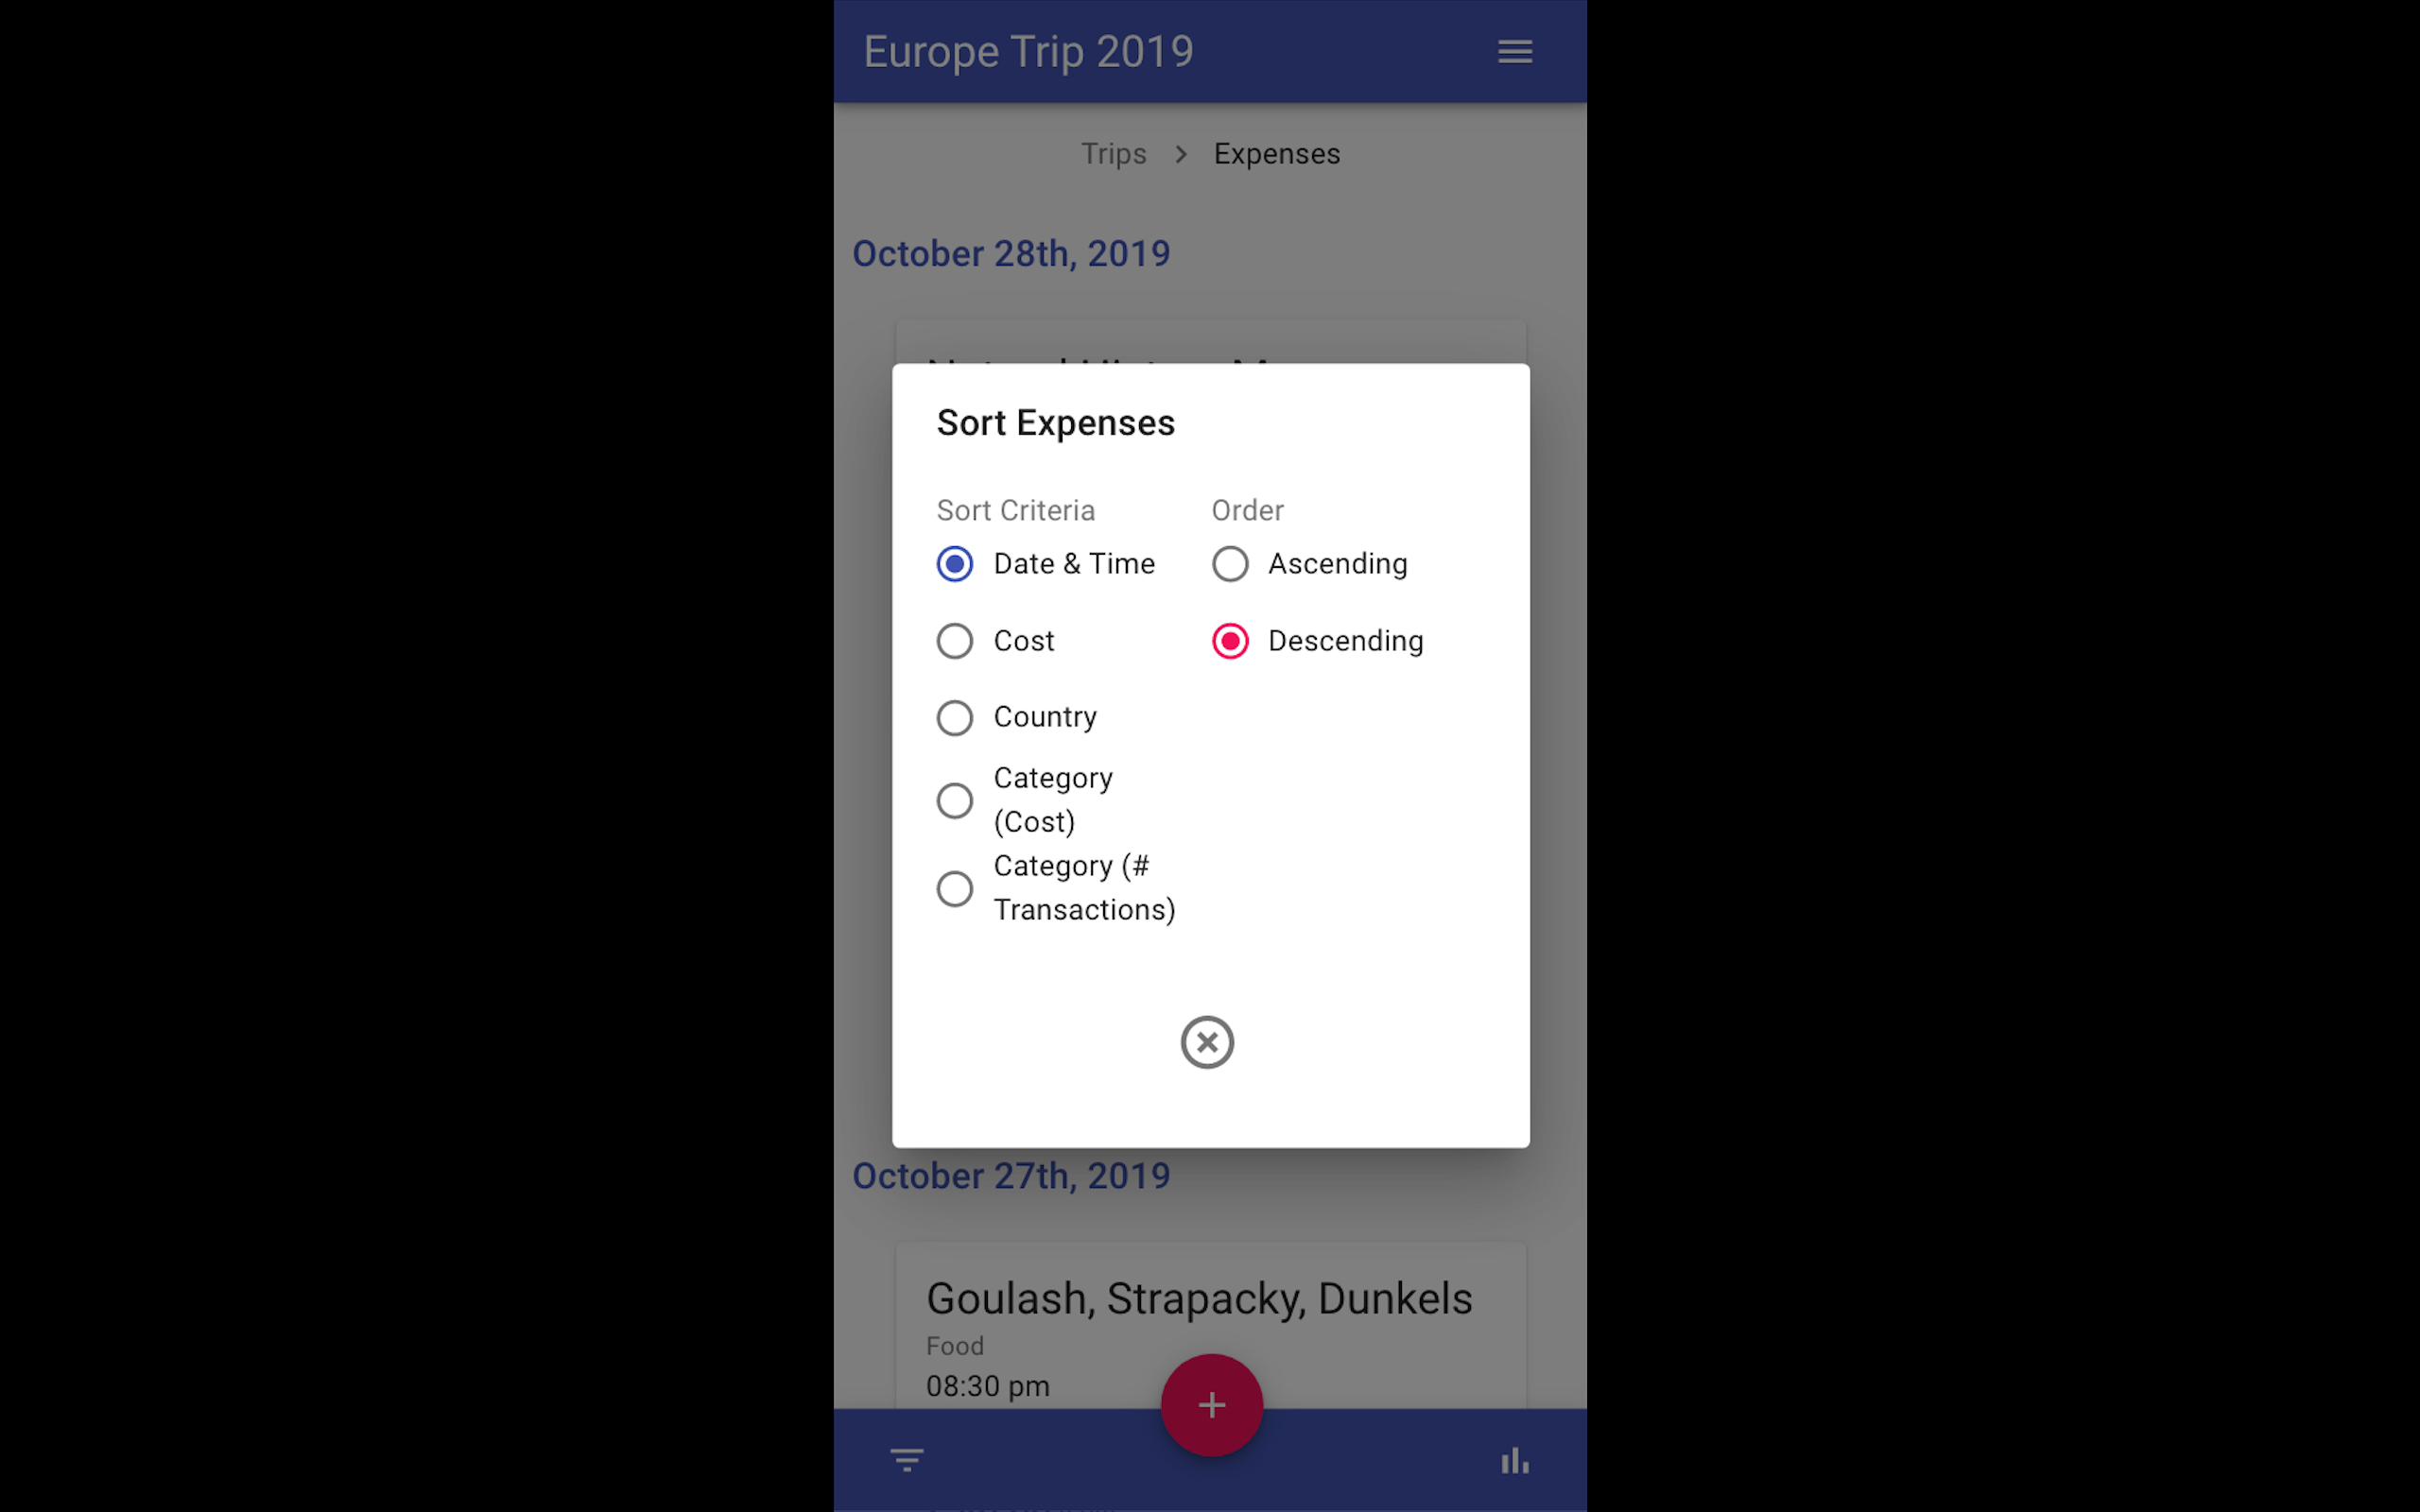 Europe Trip 2019
Trips
Expenses
October 28th, 2019
Sort Expenses
Sort Criteria
Order
Date & Time
Ascending
Cost
Descending
Country
Category
(Cost)
Category (#
Transactions)
October 27th, 2019
Goulash, Strapacky, Dunkels
Food
08:30 pm